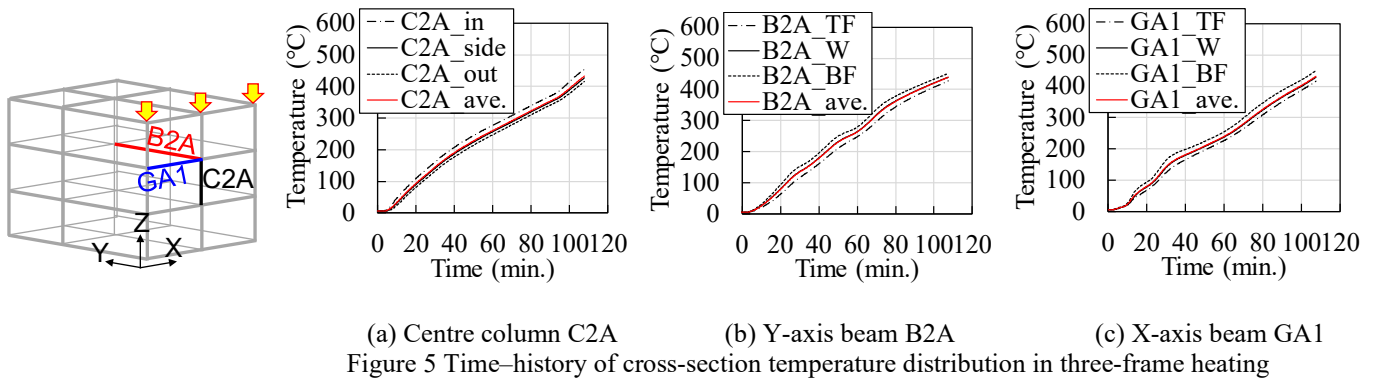 B2A
GA1
C2A
Z
Y
X
Temperature (°C)
600
500
400
300
200
100
0
C2A_in
C2A_side
C2A_out
C2A_ave.
0 20 40 60 80 100120
Time (min.)
Temperature (°C)
600
500
400
300
200
100
0
B2A_TF
B2A_W
B2A_BF
B2A_ave.
0 20 40 60 80 100120
Time (min.)
Temperature (°C)
600
500
400
300
200
100
0
GA1_TF
GA1_W
GA1_BF
GA1_ave.
0 20 40 60 80 100120
Time (min.)
(a) Centre column C2A
(b) Y-axis beam B2A
(c) X-axis beam GA1
Figure 5 Time–history of cross-section temperature distribution in three-frame heating